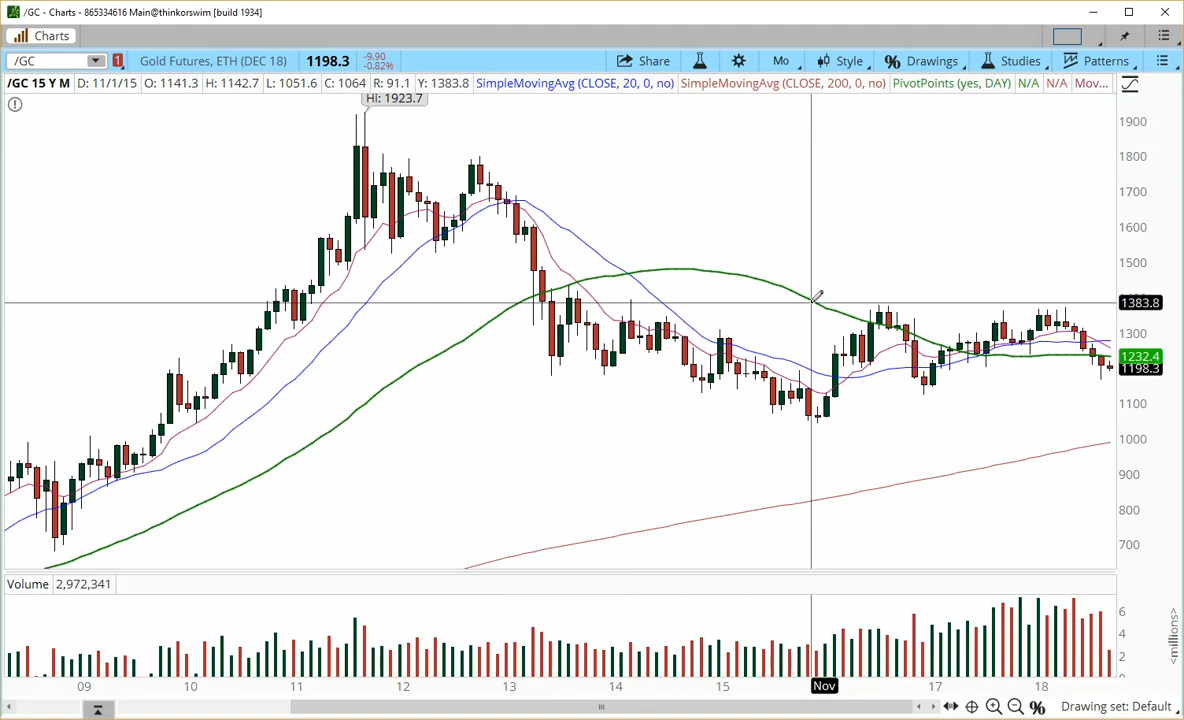 /GC - Charts - 865334616 Main@thinkorswim [build 1934]
Charts
/GC 1 Gold Futures, ETH (DEC 18) 1198.3 -9.90 -0.82% Share Mo Style % Drawings Studies Patterns
/GC 15 Y M D: 11/1/15 O: 1141.3 H: 1142.7 L: 1051.6 C: 1064 R: 91.1 Y: 1383.8 SimpleMovingAvg (CLOSE, 20, 0, no) SimpleMovingAvg (CLOSE, 200, 0, no) PivotPoints (yes, DAY) N/A N/A Mov...
Hi: 1923.7
1900
1800
1700
1600
1500
1400
1383.8
1300
1232.4
1198.3
1100
1000
900
800
700
Volume 2,972,341
6
4
2
<millions>
09 10 11 12 13 14 15 Nov 17 18
% Drawing set: Default